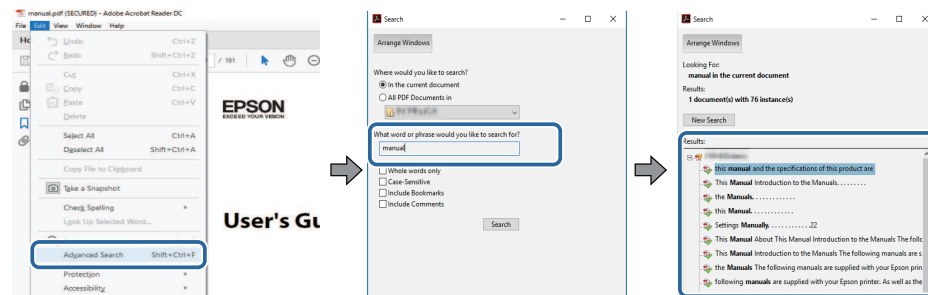 manual.pdf (SECURED) - Adobe Acrobat Reader DC
File Edit View Window Help
Undo Ctrl+Z
Redo Shift+Ctrl+Z
Cut Ctrl+X
Copy Ctrl+C
Paste Ctrl+V
Delete
Select All Ctrl+A
Deselect All Shift+Ctrl+A
Copy File to Clipboard
Take a Snapshot
Check Spelling
Look Up Selected Word...
Advanced Search Shift+Ctrl+F
Protection
Accessibility
/ 191
EPSON
EXCEED YOUR VISION
User's Gu
Search
Arrange Windows
Where would you like to search?
In the current document
All PDF Documents in
What word or phrase would you like to search for?
manual
Whole words only
Case-Sensitive
Include Bookmarks
Include Comments
Search
Search
Arrange Windows
Looking For:
manual in the current document
Results:
1 document(s) with 76 instance(s)
New Search
Results:
this manual and the specifications of this product are
This Manual Introduction to the Manuals. . . . . . . . .
the Manuals. . . . . . . . . . . .
this Manual. . . . . . . . . . . .
Settings Manually. . . . . . . . . . . . .22
This Manual About This Manual Introduction to the Manuals The follc
This Manual Introduction to the Manuals The following manuals are s
the Manuals The following manuals are supplied with your Epson prin
following manuals are supplied with your Epson printer. As well as the